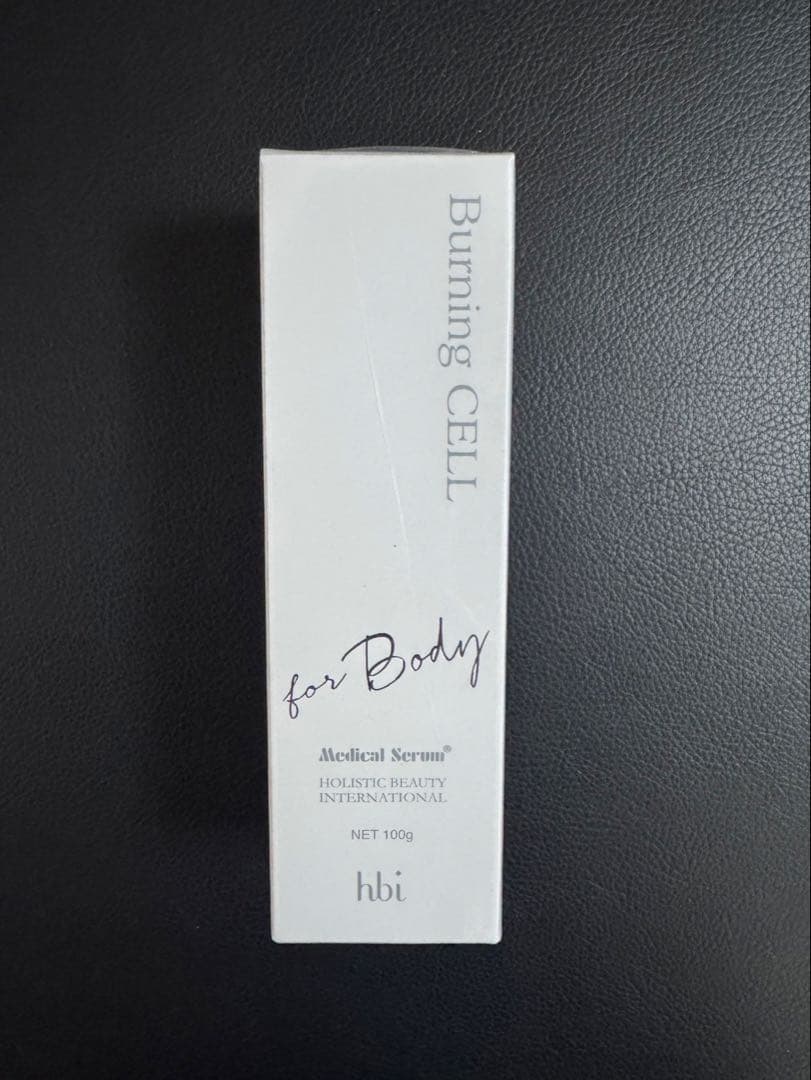 Burning CELL
for Body
Medical Serum®
HOLISTIC BEAUTY
INTERNATIONAL
NET 100g
hbi